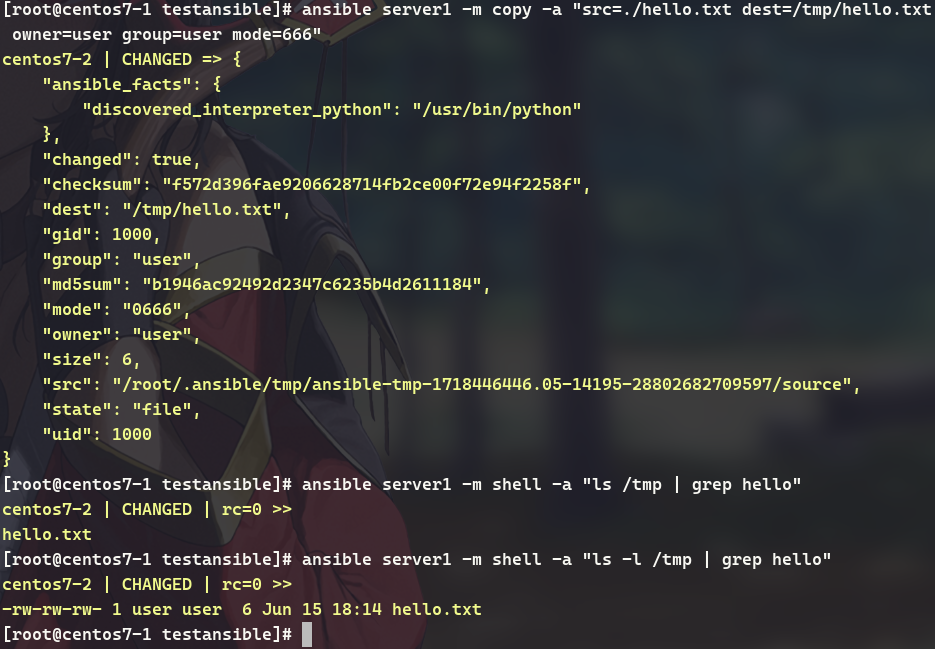 [root@centos7-1 testansible]# ansible server1 -m copy -a "src=./hello.txt dest=/tmp/hello.txt
 owner=user group=user mode=666"
centos7-2 | CHANGED => {
    "ansible_facts": {
        "discovered_interpreter_python": "/usr/bin/python"
    },
    "changed": true,
    "checksum": "f572d396fae9206628714fb2ce00f72e94f2258f",
    "dest": "/tmp/hello.txt",
    "gid": 1000,
    "group": "user",
    "md5sum": "b1946ac92492d2347c6235b4d2611184",
    "mode": "0666",
    "owner": "user",
    "size": 6,
    "src": "/root/.ansible/tmp/ansible-tmp-1718446446.05-14195-28802682709597/source",
    "state": "file",
    "uid": 1000
}
[root@centos7-1 testansible]# ansible server1 -m shell -a "ls /tmp | grep hello"
centos7-2 | CHANGED | rc=0 >>
hello.txt
[root@centos7-1 testansible]# ansible server1 -m shell -a "ls -l /tmp | grep hello"
centos7-2 | CHANGED | rc=0 >>
-rw-rw-rw- 1 user user  6 Jun 15 18:14 hello.txt
[root@centos7-1 testansible]#